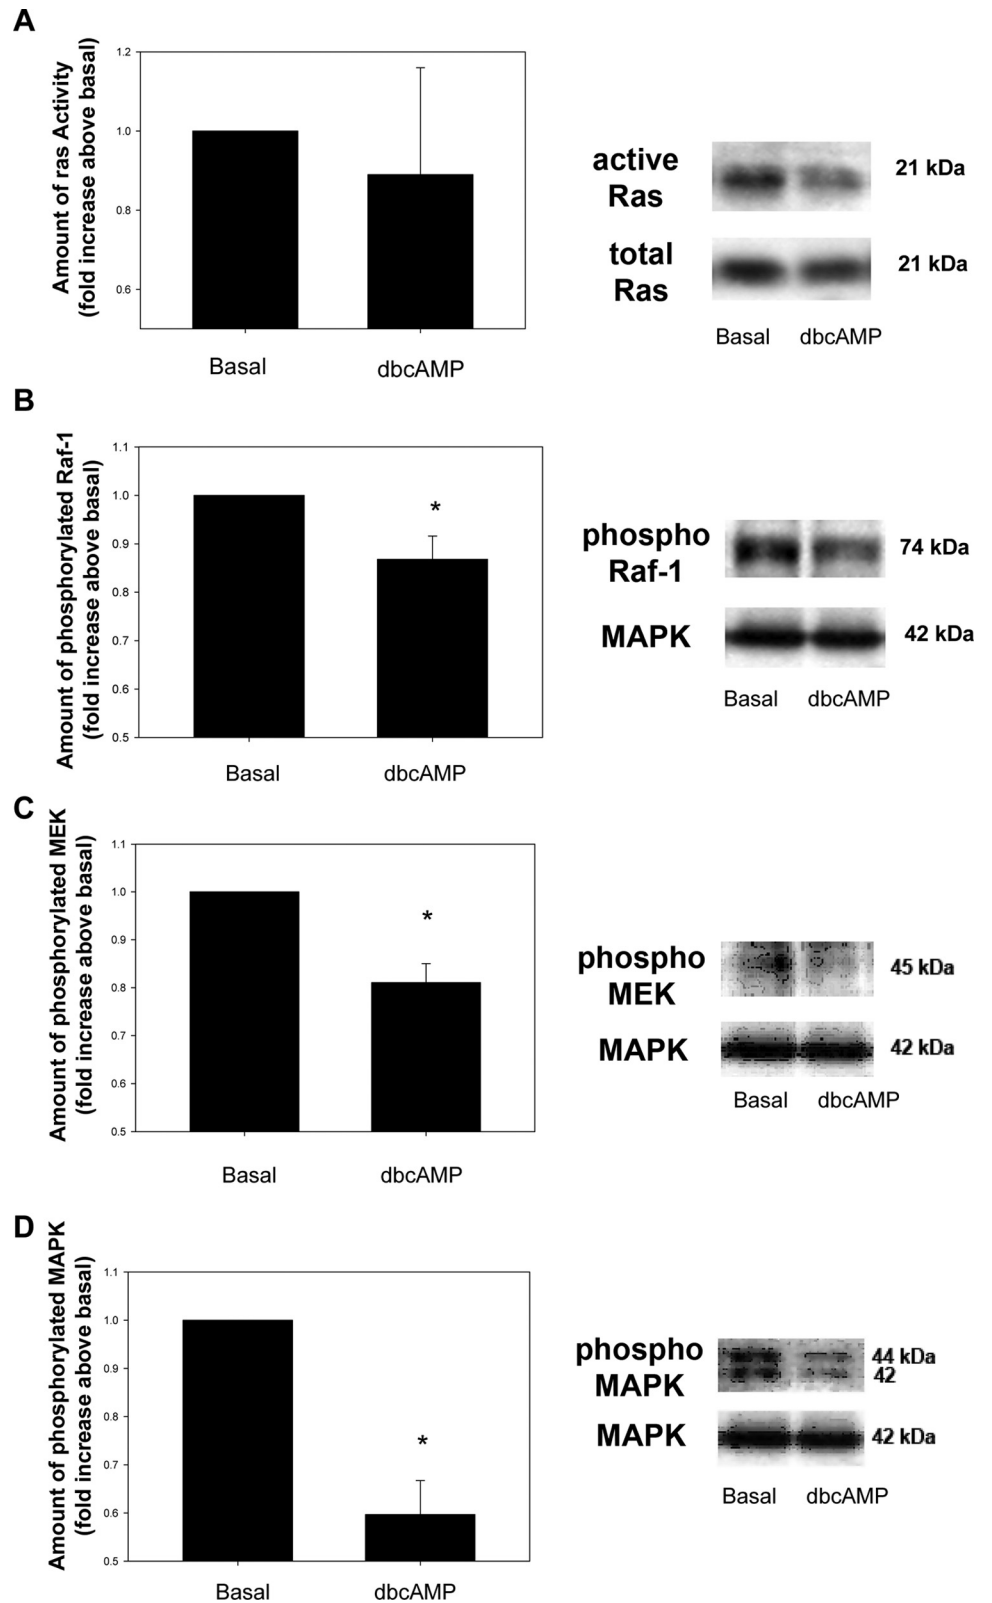 A
Amount of ras Activity
(fold increase above basal)
1.2
1.0
0.8
0.6
Basal
dbcAMP
active
Ras
21 kDa
total
Ras
21 kDa
Basal
dbcAMP
B
Amount of phosphorylated Raf-1
(fold increase above basal)
1.1
1.0
0.9
0.8
0.7
0.6
0.5
*
Basal
dbcAMP
phospho
Raf-1
74 kDa
MAPK
42 kDa
Basal
dbcAMP
C
Amount of phosphorylated MEK
(fold increase above basal)
1.1
1.0
0.9
0.8
0.7
0.6
0.5
*
Basal
dbcAMP
phospho
MEK
45 kDa
MAPK
42 kDa
Basal
dbcAMP
D
Amount of phosphorylated MAPK
(fold increase above basal)
1.1
1.0
0.9
0.8
0.7
0.6
0.5
*
Basal
dbcAMP
phospho
MAPK
44 kDa
42
MAPK
42 kDa
Basal
dbcAMP